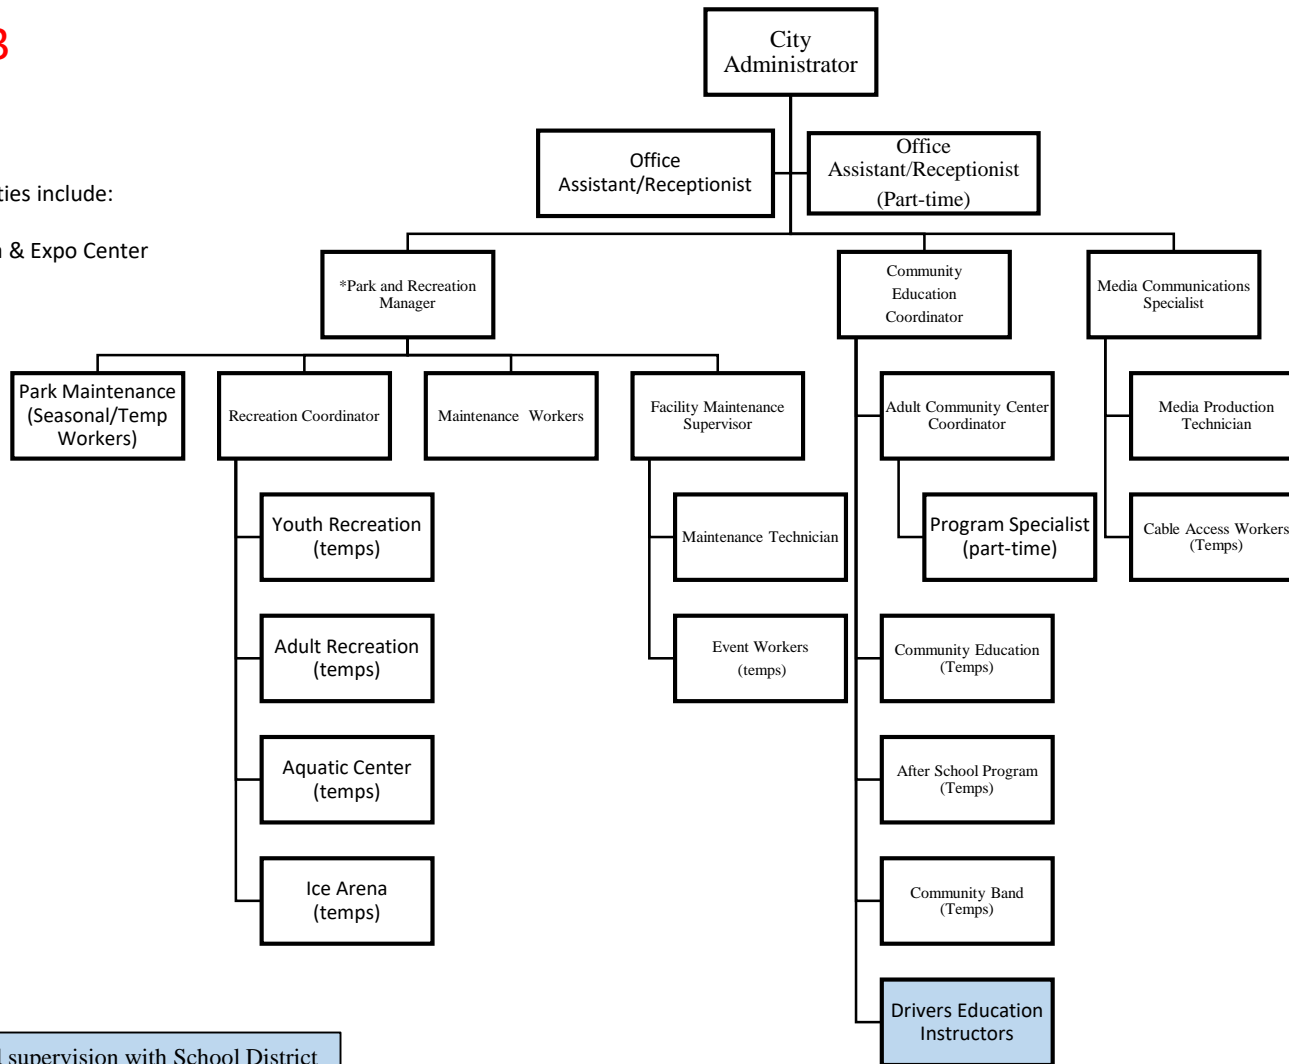 3
City
Administrator
Office
Assistant/Receptionist
Office
Assistant/Receptionist
(Part-time)
ties include:
& Expo Center
*Park and Recreation
Manager
Community
Education
Coordinator
Media Communications
Specialist
Park Maintenance
(Seasonal/Temp
Workers)
Recreation Coordinator
Maintenance Workers
Facility Maintenance
Supervisor
Adult Community Center
Coordinator
Media Production
Technician
Youth Recreation
(temps)
Maintenance Technician
Program Specialist
(part-time)
Cable Access Workers
(Temps)
Adult Recreation
(temps)
Event Workers
(temps)
Community Education
(Temps)
Aquatic Center
(temps)
After School Program
(Temps)
Ice Arena
(temps)
Community Band
(Temps)
Drivers Education
Instructors
supervision with School District